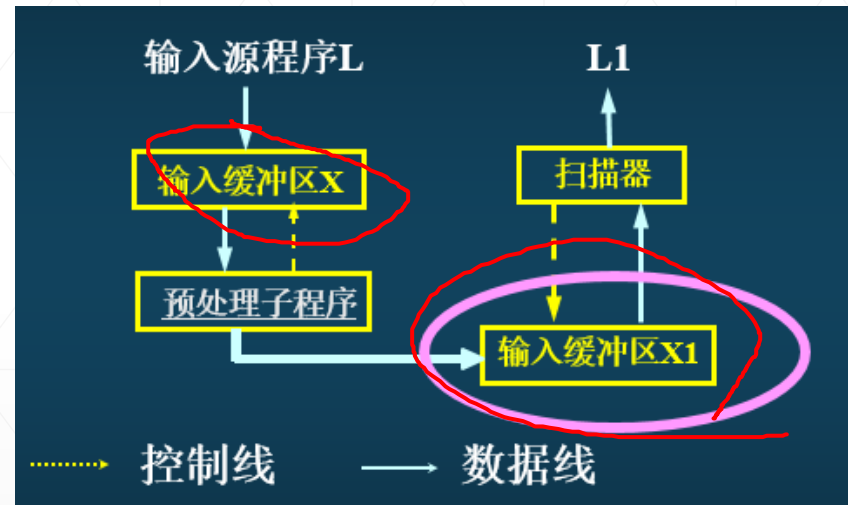 输入源程序L
L1
输入缓冲区X
扫描器
预处理子程序
输入缓冲区X1
控制线
数据线